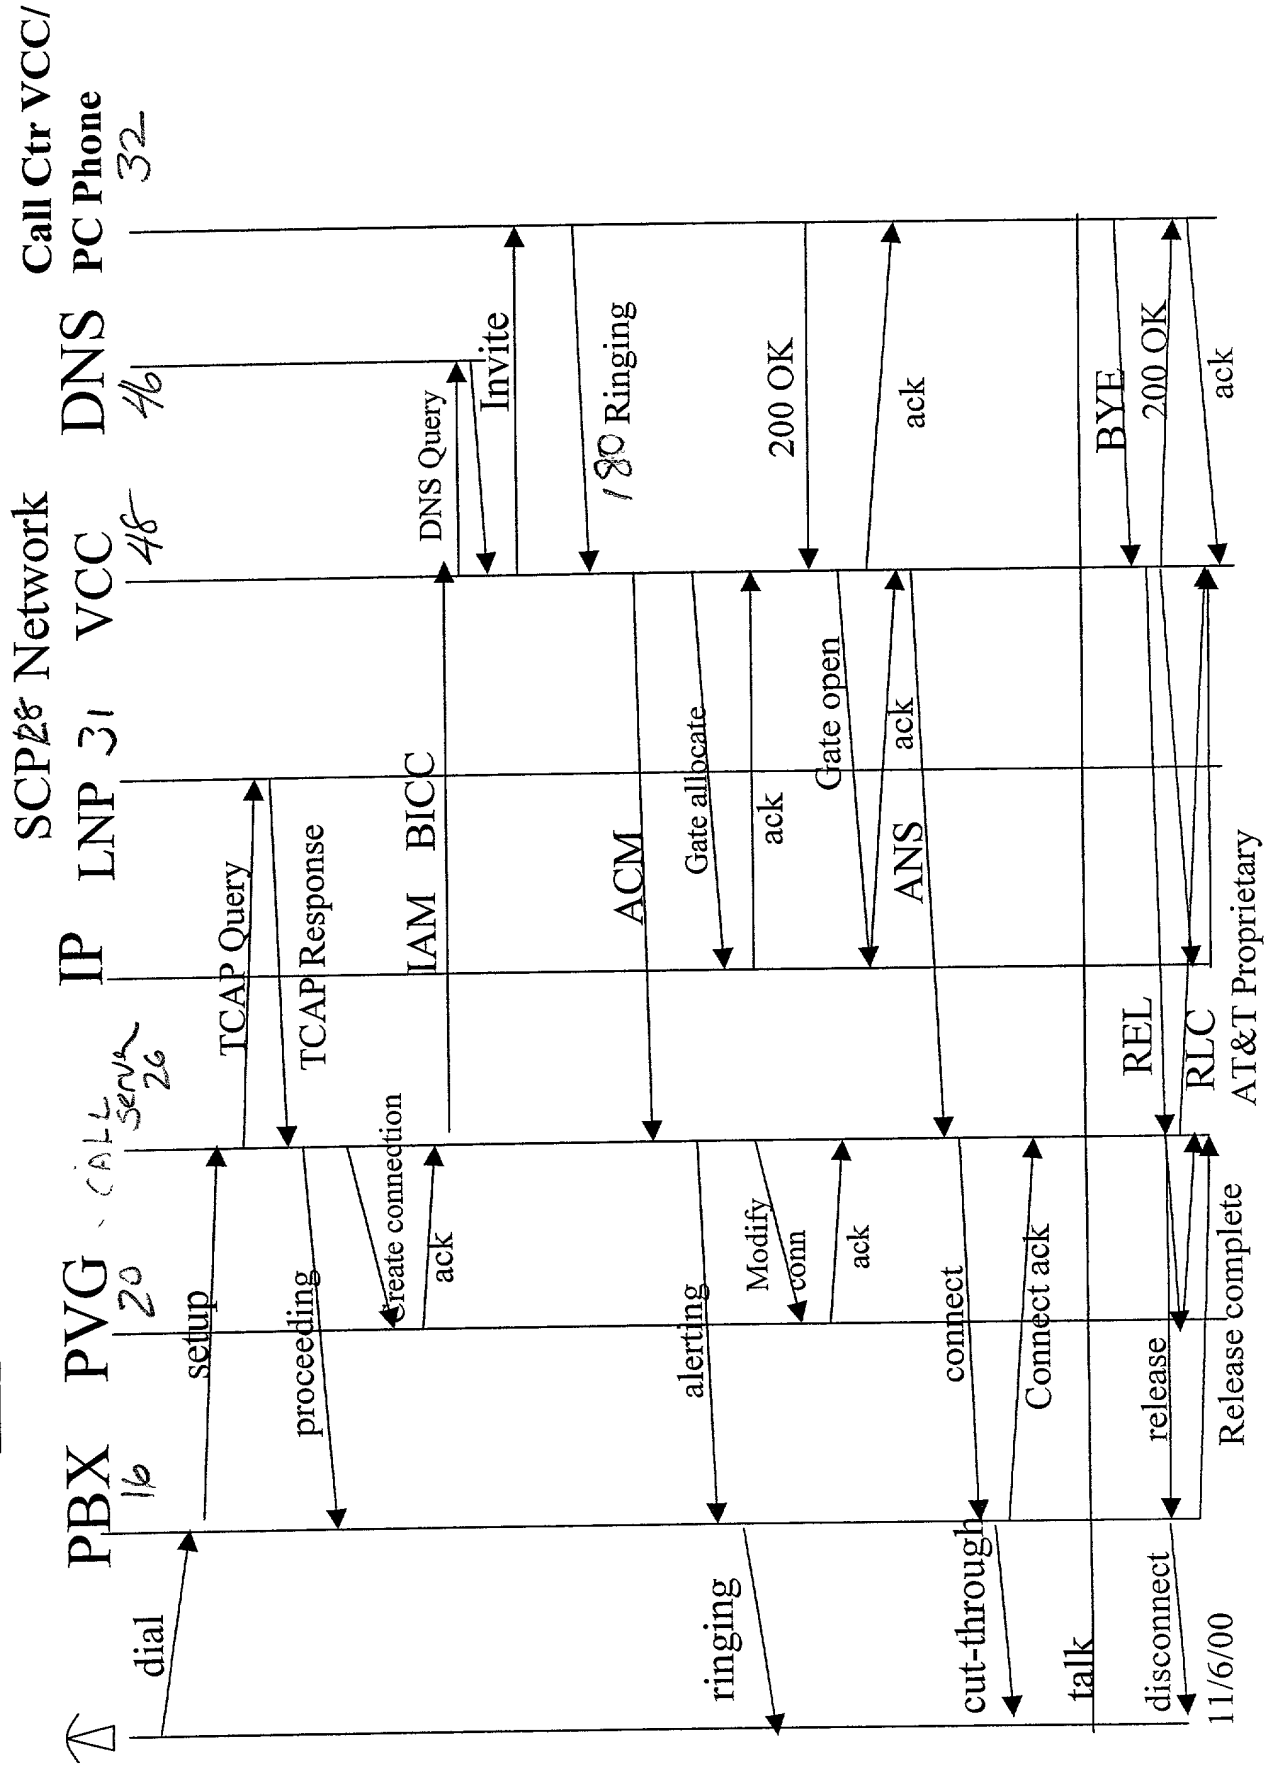 SCP 28 Network
Call Ctr VCC/
PBX PVG CALL IP LNP 31 VCC DNS PC Phone
16 20 Server 48 46 32
26
dial
setup
TCAP Query
TCAP Response
proceeding
Create connection
ack
IAM BICC
DNS Query
Invite
180 Ringing
ACM
Gate allocate
ack
alerting
ringing
Modify
conn
ack
200 OK
Gate open
ack
ack
ANS
connect
cut-through
Connect ack
talk
BYE
REL
200 OK
release
disconnect
RLC
ack
Release complete
11/6/00
AT&T Proprietary